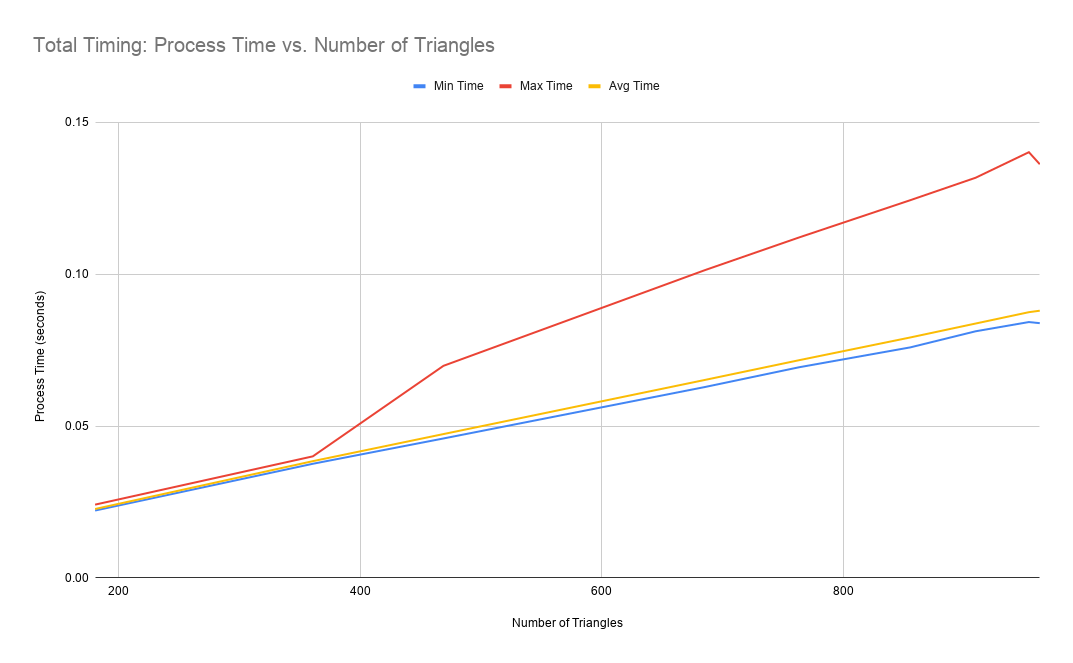 Total Timing: Process Time vs. Number of Triangles
Min Time
Max Time
Avg Time
0.15
0.10
0.05
0.00
Process Time (seconds)
200
400
600
800
Number of Triangles